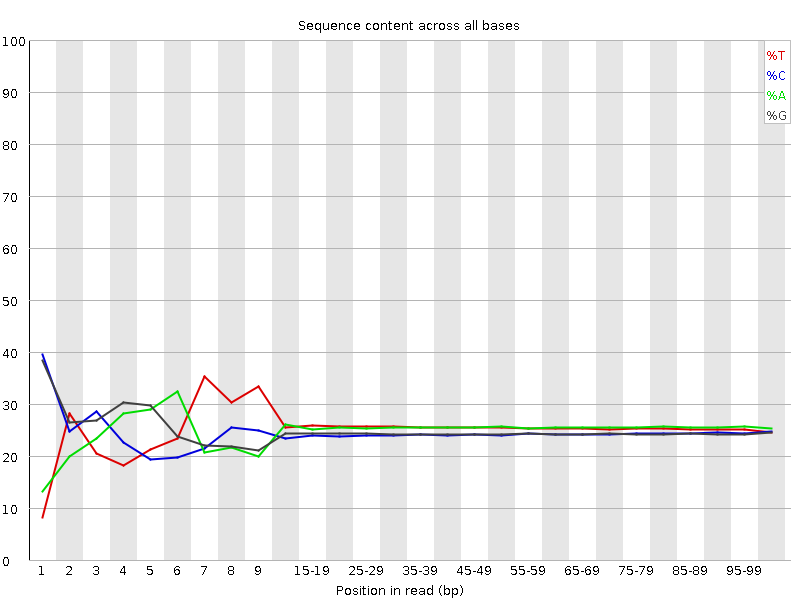 Sequence content across all bases
100
90
80
70
60
50
40
30
20
10
0
%T
%C
%A
%G
1 2 3 4 5 6 7 8 9 15-19 25-29 35-39 45-49 55-59 65-69 75-79 85-89 95-99
Position in read (bp)